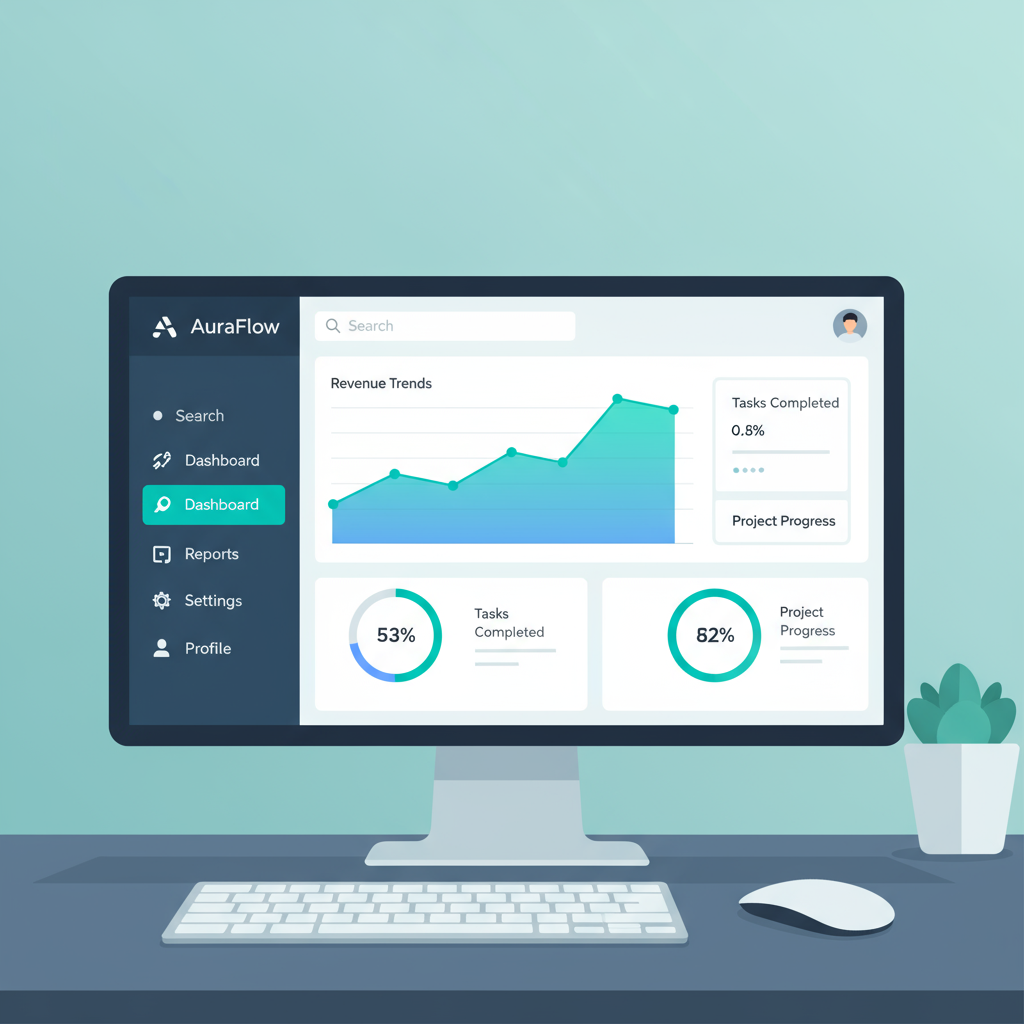 AuraFlow
Search
Search
Dashboard
Dashboard
Reports
Settings
Profile
Revenue Trends
Tasks Completed
0.8%
Project Progress
53%
Tasks
Completed
82%
Project
Progress